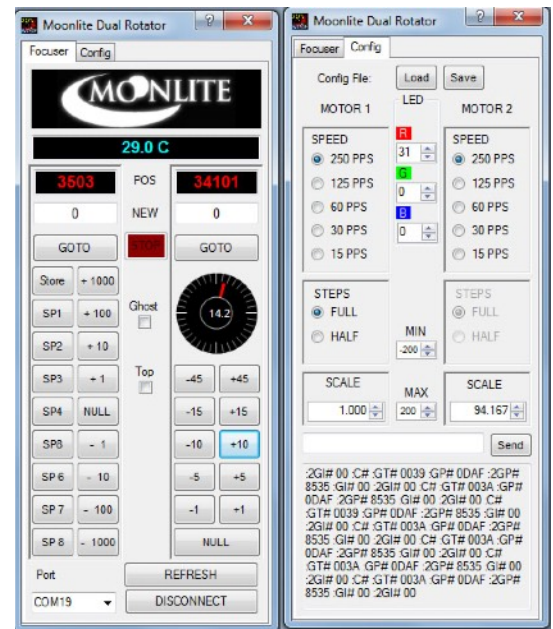 Moonlite Dual Rotator
Focuser Config
MOONLITE
29.0 C
3503 POS 34101
0 NEW 0
GOTO STOP GOTO
Store + 1000
SP1 + 100 Ghost 14.2
SP2 + 10
SP3 + 1 Top -45 +45
SP4 NULL -15 +15
SP5 - 1 -10 +10
SP 6 - 10 -5 +5
SP 7 - 100 -1 +1
SP 8 - 1000 NULL
Port REFRESH
COM19 DISCONNECT
Moonlite Dual Rotator
Focuser Config
Config File: Load Save
MOTOR 1 LED MOTOR 2
SPEED R SPEED
250 PPS 31 250 PPS
125 PPS G 125 PPS
60 PPS 0 60 PPS
30 PPS B 30 PPS
15 PPS 0 15 PPS
STEPS STEPS
FULL FULL
HALF MIN HALF
-200
SCALE MAX SCALE
1.000 200 94.167
Send
:2GI# 00 :C# :GT# 0039 :GP# 0DAF :2GP#
8535 :GI# 00 :2GI# 00 :C# :GT# 003A :GP#
0DAF :2GP# 8535 :GI# 00 :2GI# 00 :C#
:GT# 0039 :GP# 0DAF :2GP# 8535 :GI# 00
:2GI# 00 :C# :GT# 003A :GP# 0DAF :2GP#
8535 :GI# 00 :2GI# 00 :C# :GT# 003A :GP#
0DAF :2GP# 8535 :GI# 00 :2GI# 00 :C#
:GT# 003A :GP# 0DAF :2GP# 8535 :GI# 00
:2GI# 00 :C# :GT# 003A :GP# 0DAF :2GP#
8535 :GI# 00 :2GI# 00